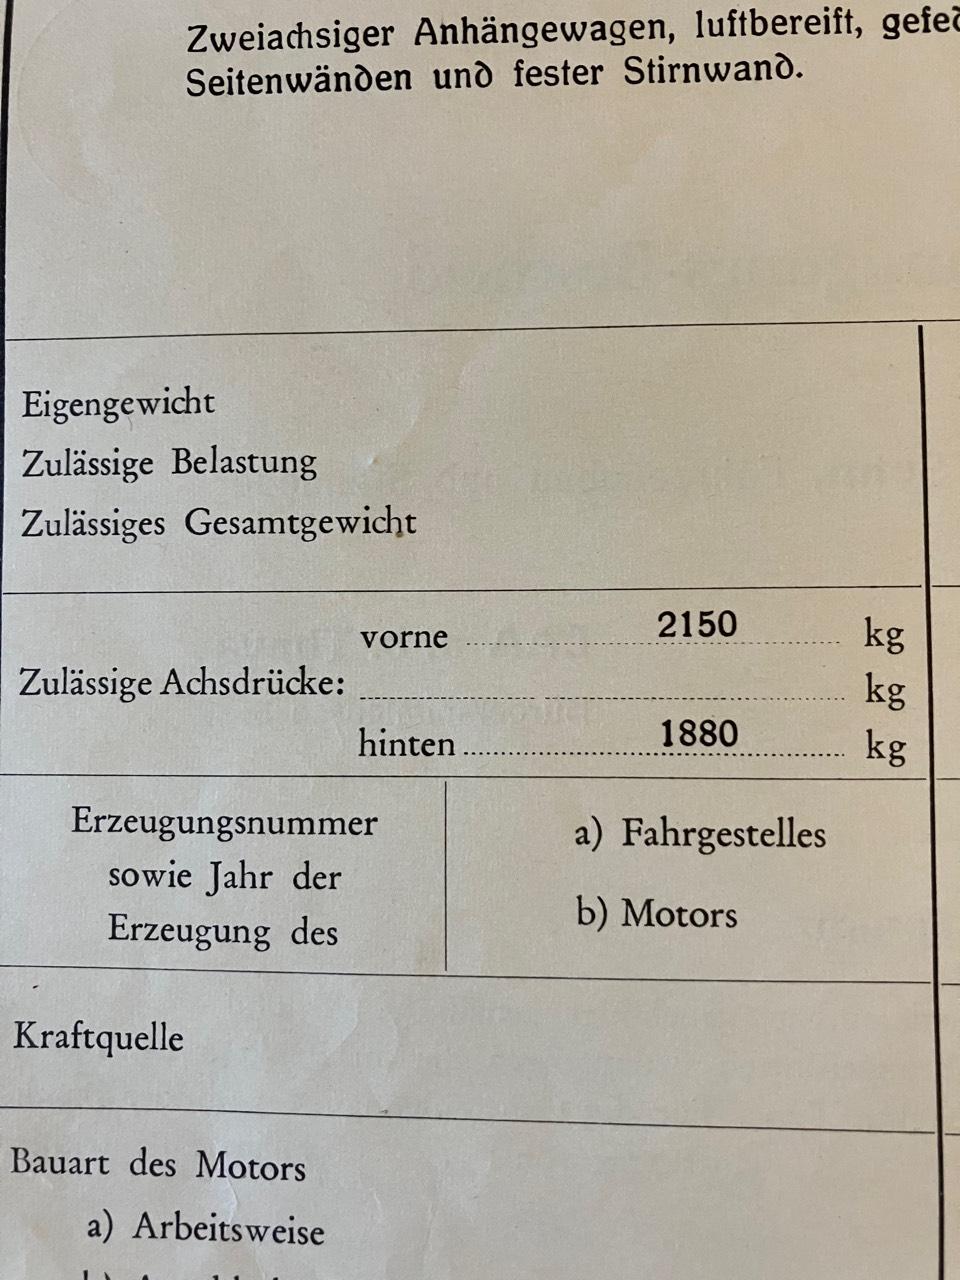 Zweiachsiger Anhängewagen, luftbereift,
Seitenwänden und fester Stirnwand.
Eigengewicht
Zulässige Belastung
Zulässiges Gesamtgewicht
Zulässige Achsdrücke:
vorne 2150 kg
kg
hinten 1880 kg
Erzeugungsnummer
sowie Jahr der
Erzeugung des
a) Fahrgestelles
b) Motors
Kraftquelle
Bauart des Motors
a) Arbeitsweise